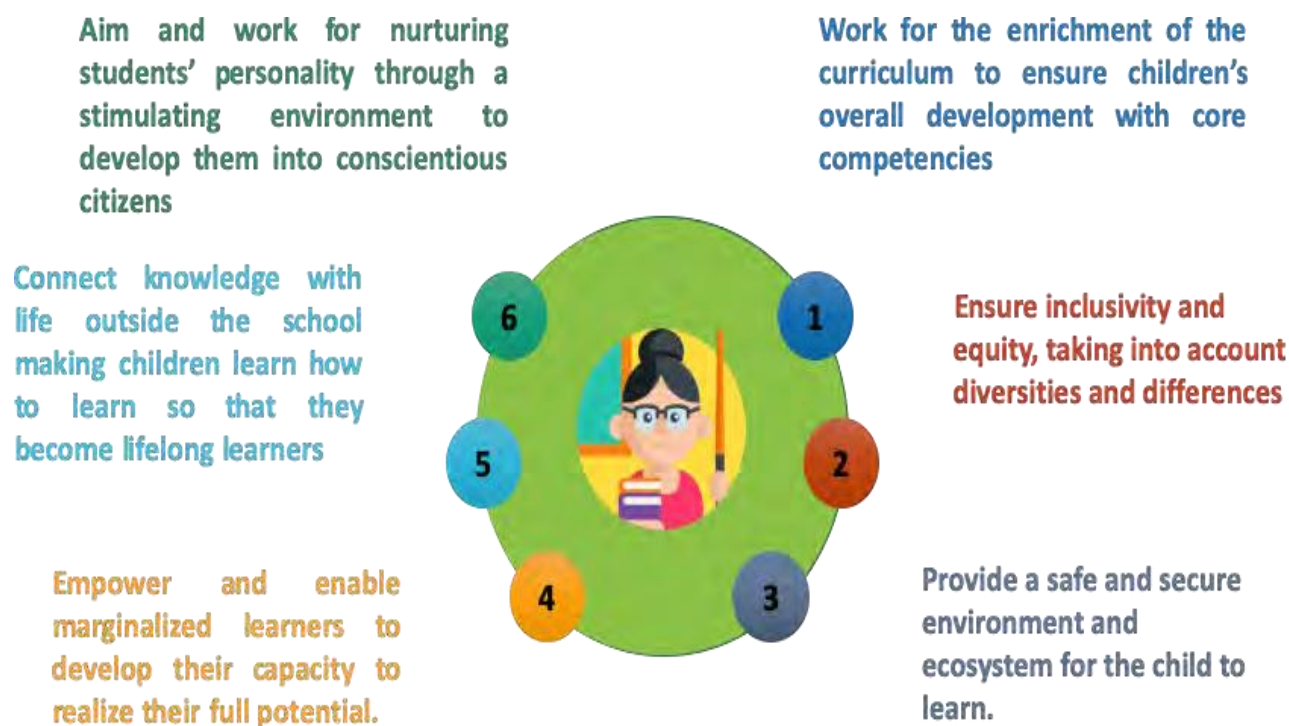 Work for the enrichment of the
curriculum to ensure children's
overall development with core
competencies
1
Ensure inclusivity and
equity, taking into account
diversities and differences
2
Provide a safe and secure
environment and
ecosystem for the child to
learn.
3
Empower and enable
marginalized learners to
develop their capacity to
realize their full potential.
4
Connect knowledge with
life outside the school
making children learn how
to learn so that they
become lifelong learners
5
Aim and work for nurturing
students' personality through a
stimulating environment to
develop them into conscientious
citizens
6